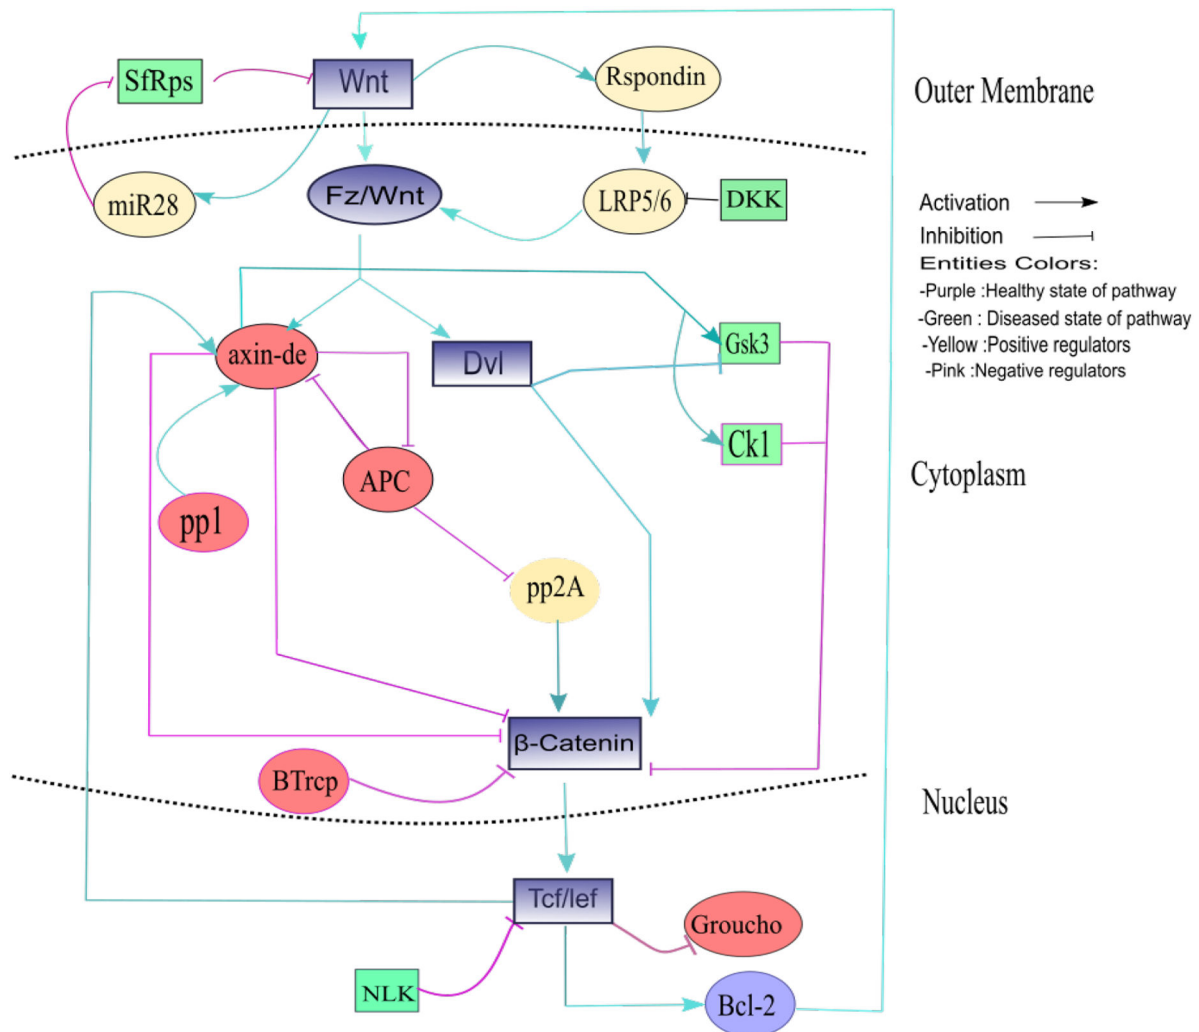 SfRps
Wnt
Rspondin
Outer Membrane
miR28
Fz/Wnt
LRP5/6
DKK
Activation
Inhibition
Entities Colors:
-Purple :Healthy state of pathway
-Green : Diseased state of pathway
-Yellow :Positive regulators
-Pink :Negative regulators
axin-de
Dvl
Gsk3
Ck1
APC
Cytoplasm
pp1
pp2A
β-Catenin
BTrcp
Nucleus
Tcf/lef
Groucho
NLK
Bcl-2